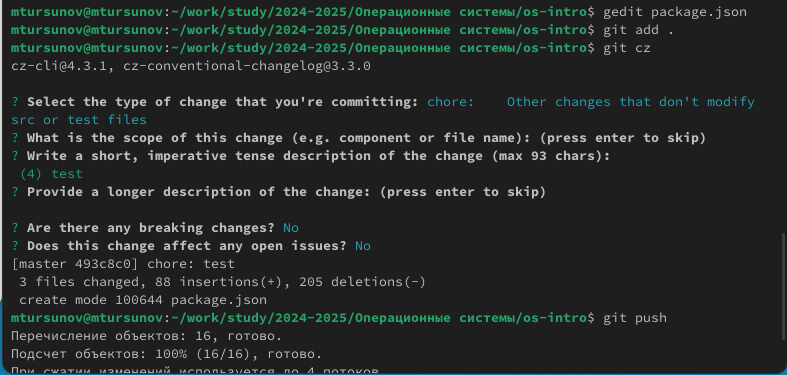 mtursunov@mtursunov:~/work/study/2024-2025/Операционные системы/os-intro$ gedit package.json
mtursunov@mtursunov:~/work/study/2024-2025/Операционные системы/os-intro$ git add .
mtursunov@mtursunov:~/work/study/2024-2025/Операционные системы/os-intro$ git cz
cz-cli@4.3.1, cz-conventional-changelog@3.3.0
? Select the type of change that you're committing: chore:    Other changes that don't modify
src or test files
? What is the scope of this change (e.g. component or file name): (press enter to skip)
? Write a short, imperative tense description of the change (max 93 chars):
 (4) test
? Provide a longer description of the change: (press enter to skip)
? Are there any breaking changes? No
? Does this change affect any open issues? No
[master 493c8c0] chore: test
 3 files changed, 88 insertions(+), 205 deletions(-)
 create mode 100644 package.json
mtursunov@mtursunov:~/work/study/2024-2025/Операционные системы/os-intro$ git push
Перечисление объектов: 16, готово.
Подсчет объектов: 100% (16/16), готово.
При сжатии изменений используется до 4 потоков